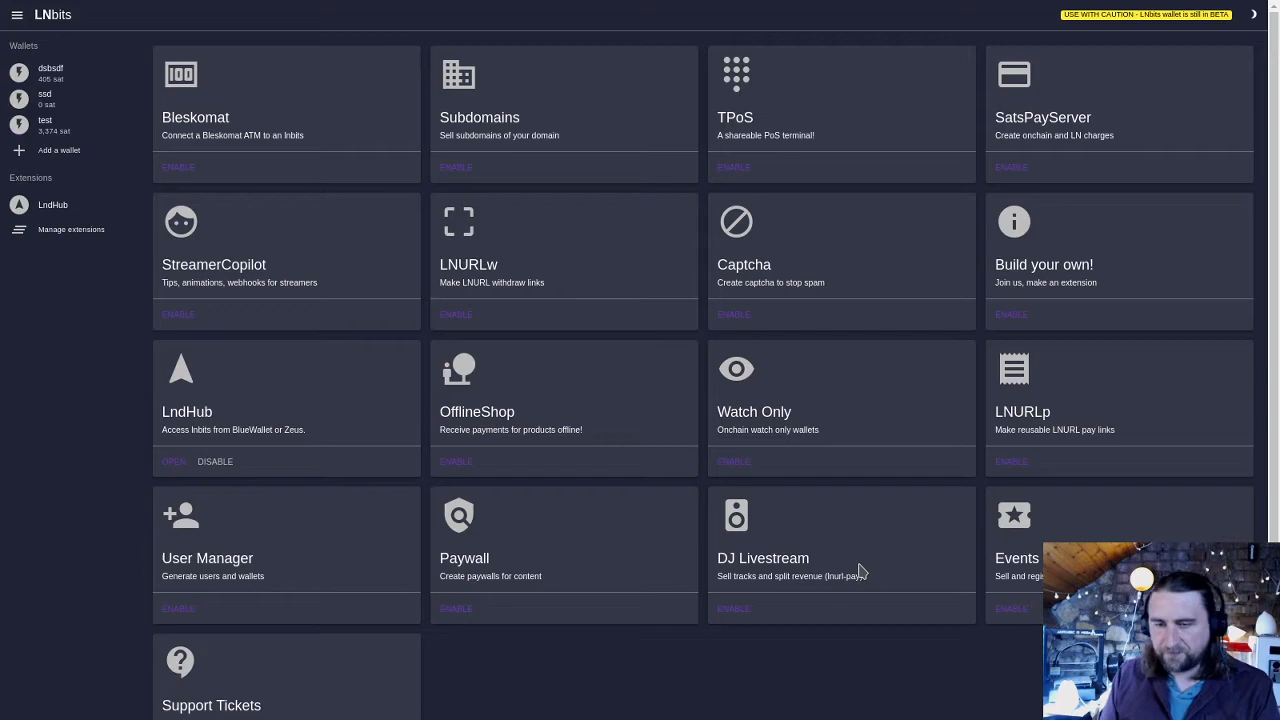 LNbits
USE WITH CAUTION - LNbits wallet is still in BETA
Wallets
dsbsdf
405 sat
ssd
0 sat
test
3,374 sat
Add a wallet
Extensions
LndHub
Manage extensions
100
Bleskomat
Connect a Bleskomat ATM to an lnbits
ENABLE
Subdomains
Sell subdomains of your domain
ENABLE
TPoS
A shareable PoS terminal!
ENABLE
SatsPayServer
Create onchain and LN charges
ENABLE
StreamerCopilot
Tips, animations, webhooks for streamers
ENABLE
LNURLw
Make LNURL withdraw links
ENABLE
Captcha
Create captcha to stop spam
ENABLE
Build your own!
Join us, make an extension
ENABLE
LndHub
Access lnbits from BlueWallet or Zeus.
OPEN DISABLE
OfflineShop
Receive payments for products offline!
ENABLE
Watch Only
Onchain watch only wallets
ENABLE
LNURLp
Make reusable LNURL pay links
ENABLE
User Manager
Generate users and wallets
ENABLE
Paywall
Create paywalls for content
ENABLE
DJ Livestream
Sell tracks and split revenue (lnurl-pay)
ENABLE
Events
Sell and
ENABLE
Support Tickets